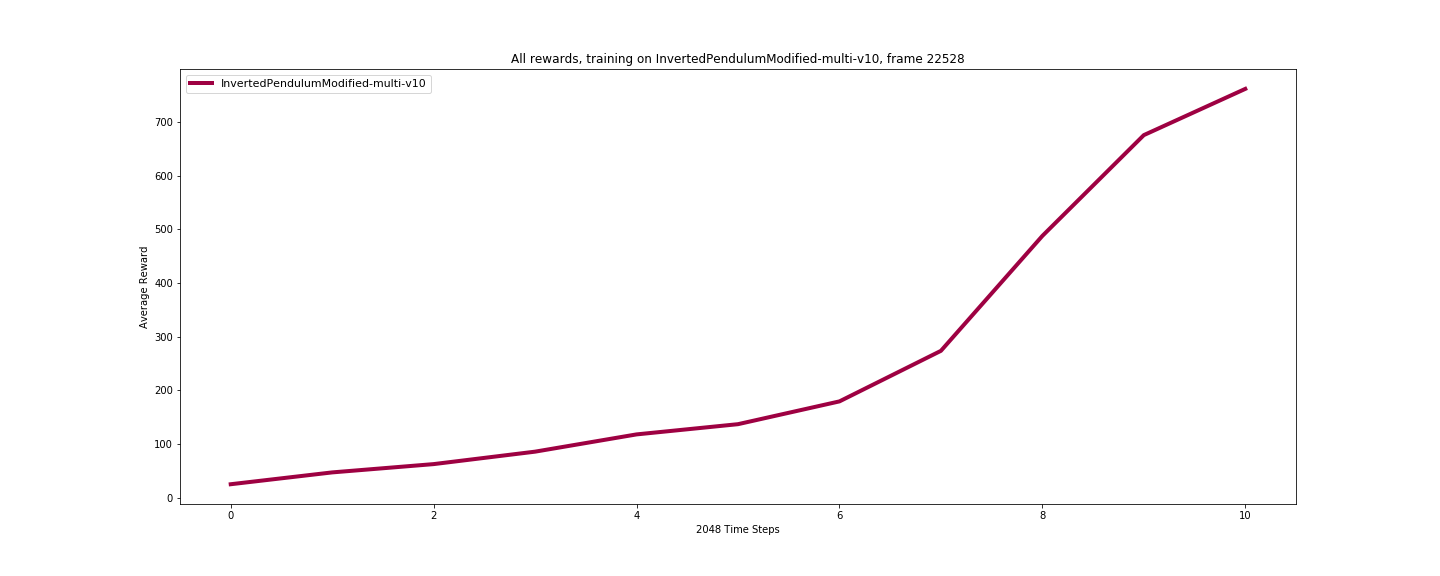 All rewards, training on InvertedPendulumModified-multi-v10, frame 22528
InvertedPendulumModified-multi-v10
700
600
500
400
300
200
100
0
Average Reward
0 2 4 6 8 10
2048 Time Steps